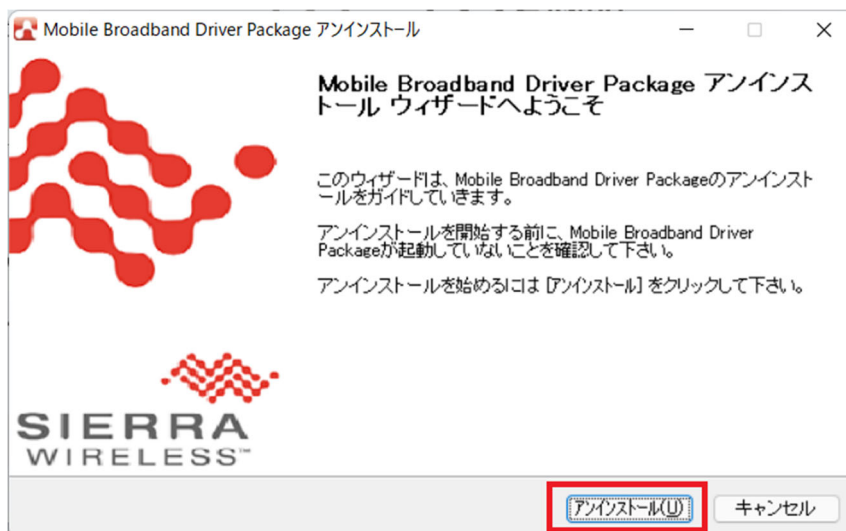 Mobile Broadband Driver Package アンインストール
Mobile Broadband Driver Package アンインス
トール ウィザードへようこそ
このウィザードは、Mobile Broadband Driver Packageのアンインスト
ールをガイドしていきます。
アンインストールを開始する前に、Mobile Broadband Driver
Packageが起動していないことを確認して下さい。
アンインストールを始めるには [アンインストール] をクリックして下さい。
SIERRA
WIRELESS™
アンインストール(U)
キャンセル